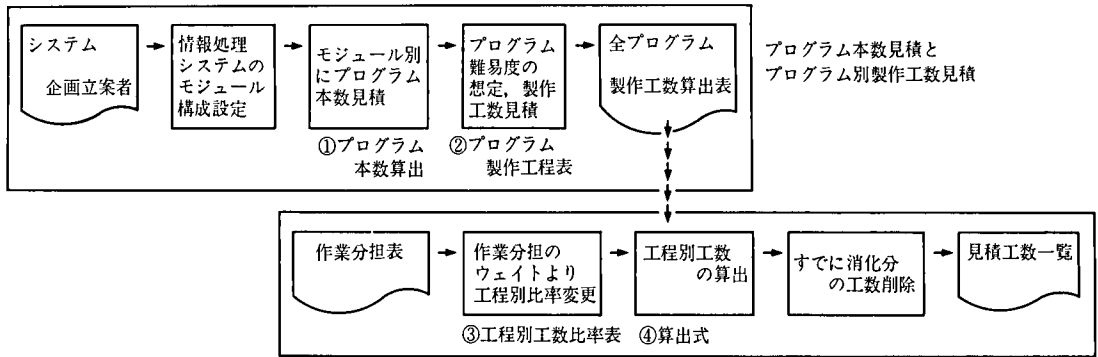 システム
企画立案者
情報処理
システムの
モジュール
構成設定
モジュール別
にプログラム
本数見積
プログラム
難易度の
想定，製作
工数見積
全プログラム
製作工数算出表
プログラム本数見積と
プログラム別製作工数見積
①プログラム
本数算出
②プログラム
製作工程表
作業分担表
作業分担の
ウェイトより
工程別比率変更
工程別工数
の算出
すでに消化分
の工数削除
見積工数一覧
③工程別工数比率表
④算出式